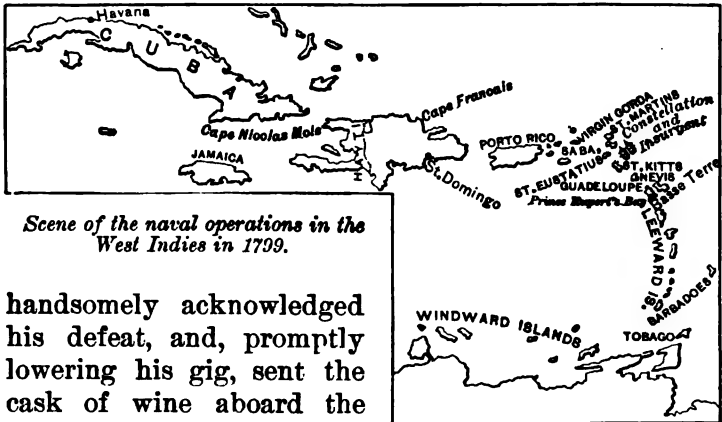 Havana
CUBA
Cape Nicolas Mole
JAMAICA
HAITI
Cape Francais
St. Domingo
PORTO RICO
VIRGIN GORDA
ST. MARTINS
Constellation
and
Insurgent
SABA.
ST. EUSTATIUS
ST. KITTS
NEVIS
GUADELOUPE
Basse Terre
Prince Rupert's Bay
LEEWARD IS.
BARBADOES
TOBAGO
WINDWARD ISLANDS
Scene of the naval operations in the
West Indies in 1799.
handsomely acknowledged
his defeat, and, promptly
lowering his gig, sent the
cask of wine aboard the